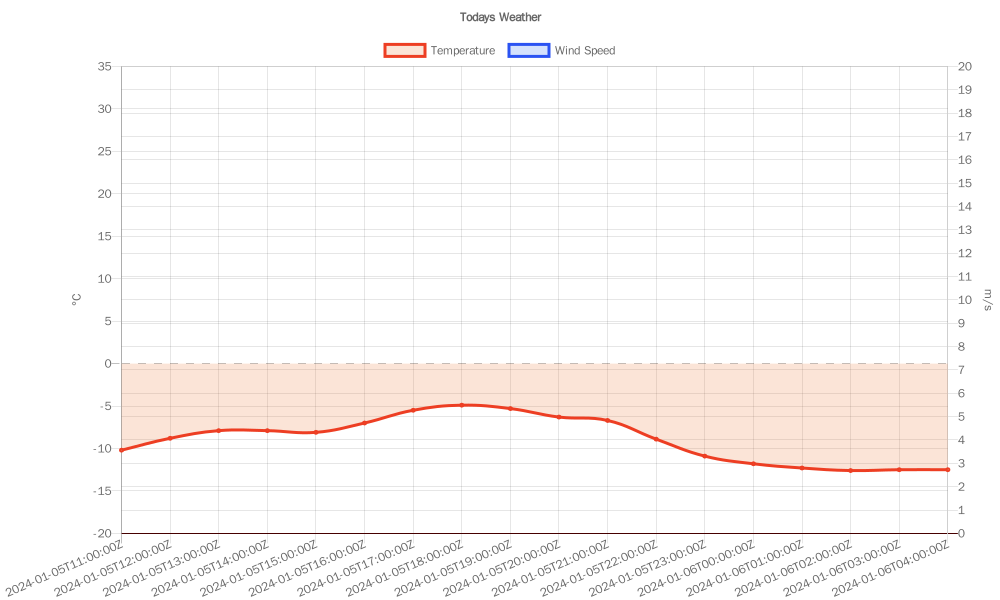 Todays Weather
Temperature Wind Speed
35
30
25
20
15
10
5
0
-5
-10
-15
-20
°C
20
19
18
17
16
15
14
13
12
11
10
9
8
7
6
5
4
3
2
1
0
m/s
2024-01-05T11:00:00Z
2024-01-05T12:00:00Z
2024-01-05T13:00:00Z
2024-01-05T14:00:00Z
2024-01-05T15:00:00Z
2024-01-05T16:00:00Z
2024-01-05T17:00:00Z
2024-01-05T18:00:00Z
2024-01-05T19:00:00Z
2024-01-05T20:00:00Z
2024-01-05T21:00:00Z
2024-01-05T22:00:00Z
2024-01-05T23:00:00Z
2024-01-06T00:00:00Z
2024-01-06T01:00:00Z
2024-01-06T02:00:00Z
2024-01-06T03:00:00Z
2024-01-06T04:00:00Z